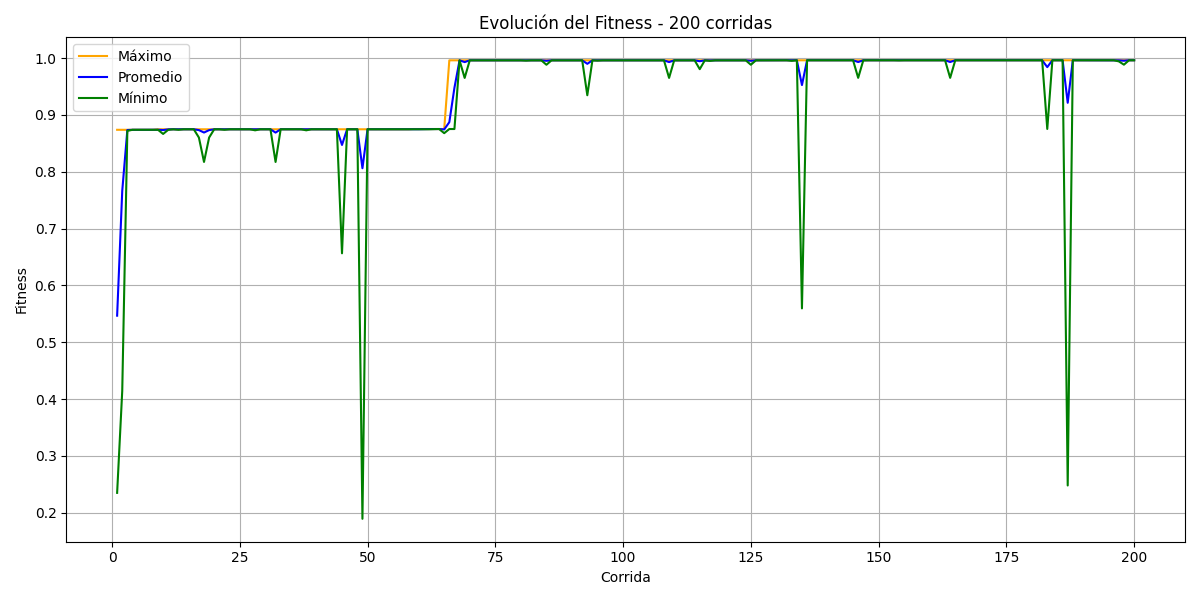 Evolución del Fitness - 200 corridas
Máximo
Promedio
Mínimo
Fitness
1.0
0.9
0.8
0.7
0.6
0.5
0.4
0.3
0.2
0 25 50 75 100 125 150 175 200
Corrida